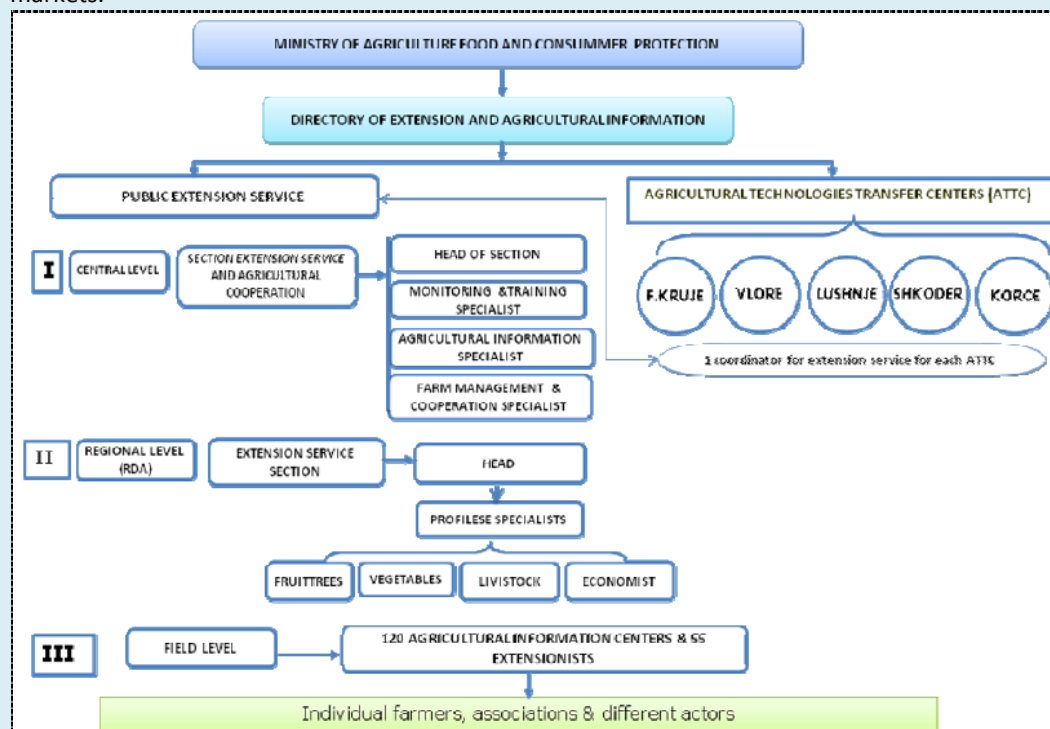 markets.
MINISTRY OF AGRICULTURE FOOD AND CONSUMMER PROTECTION
DIRECTORY OF EXTENSION AND AGRICULTURAL INFORMATION
PUBLIC EXTENSION SERVICE
AGRICULTURAL TECHNOLOGIES TRANSFER CENTERS (ATTC)
I
CENTRAL LEVEL
SECTION EXTENSION SERVICE
AND AGRICULTURAL
COOPERATION
HEAD OF SECTION
MONITORING &TRAINING
SPECIALIST
AGRICULTURAL INFORMATION
SPECIALIST
FARM MANAGEMENT &
COOPERATION SPECIALIST
F.KRUJE
VLORE
LUSHNJE
SHKODER
KORCE
1 coordinator for extension service for each ATTC
II
REGIONAL LEVEL
(RDA)
EXTENSION SERVICE
SECTION
HEAD
PROFILESE SPECIALISTS
FRUITTREES
VEGETABLES
LIVISTOCK
ECONOMIST
III
FIELD LEVEL
120 AGRICULTURAL INFORMATION CENTERS & 55
EXTENSIONISTS
Individual farmers, associations & different actors